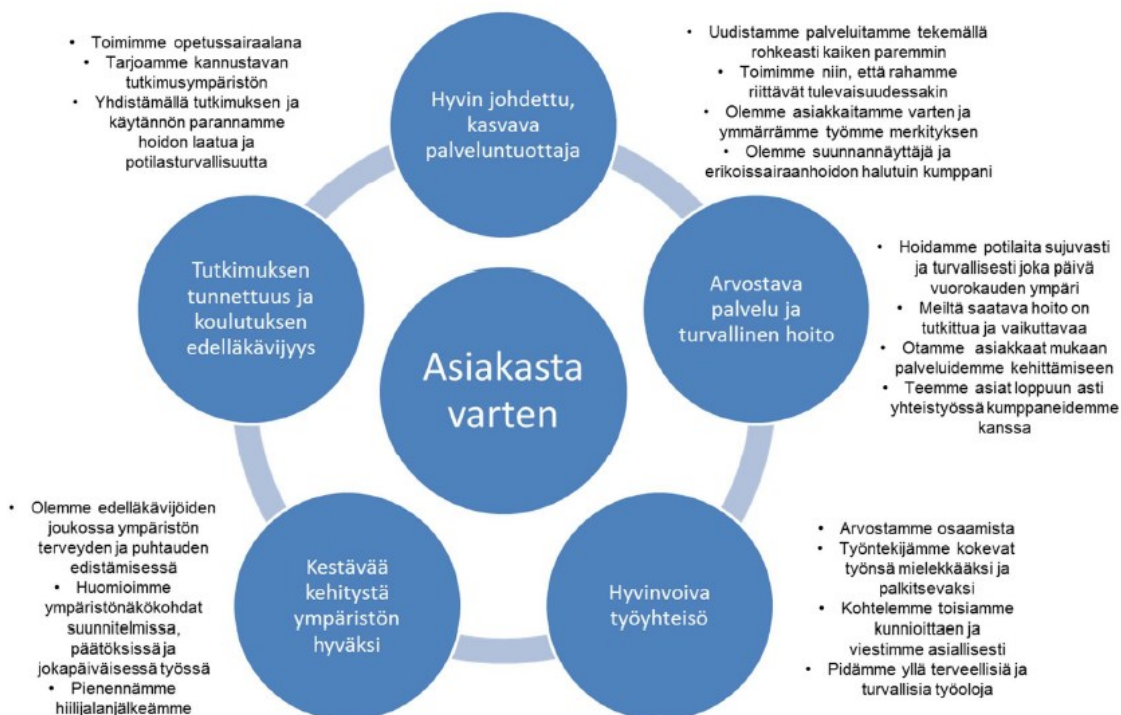 • Toimimme opetussairaalana
• Tarjoamme kannustavan
tutkimusympäristön
• Yhdistämällä tutkimuksen ja
käytännön parannamme
hoidon laatua ja
potilasturvallisuutta
Hyvin johdettu,
kasvava
palveluntuottaja
• Uudistamme palveluitamme tekemällä
rohkeasti kaiken paremmin
• Toimimme niin, että rahamme
riittävät tulevaisuudessakin
• Olemme asiakkaitamme varten ja
ymmärrämme työmme merkityksen
• Olemme suunnannäyttäjä ja
erikoissairaanhoidon halutuin kumppani
Tutkimuksen
tunnettuus ja
koulutuksen
edelläkävijyys
Asiakasta
varten
Arvostava
palvelu ja
turvallinen hoito
• Hoidamme potilaita sujuvasti
ja turvallisesti joka päivä
vuorokauden ympäri
• Meiltä saatava hoito on
tutkittua ja vaikuttavaa
• Otamme asiakkaat mukaan
palveluidemme kehittämiseen
• Teemme asiat loppuun asti
yhteistyössä kumppaneidemme
kanssa
• Olemme edelläkävijöiden
joukossa ympäristön
terveyden ja puhtauden
edistämisessä
• Huomioimme
ympäristönäkökohdat
suunnitelmissa,
päätöksissä ja
jokapäiväisessä työssä
• Pienennämme
hiilijalanjälkeämme
Kestävää
kehitystä
ympäristön
hyväksi
Hyvinvoiva
työyhteisö
• Arvostamme osaamista
• Työntekijämme kokevat
työnsä mielekkääksi ja
palkitsevaksi
• Kohtelemme toisiamme
kunnioittaen ja
viestimme asiallisesti
• Pidämme yllä terveellisiä ja
turvallisia työoloja